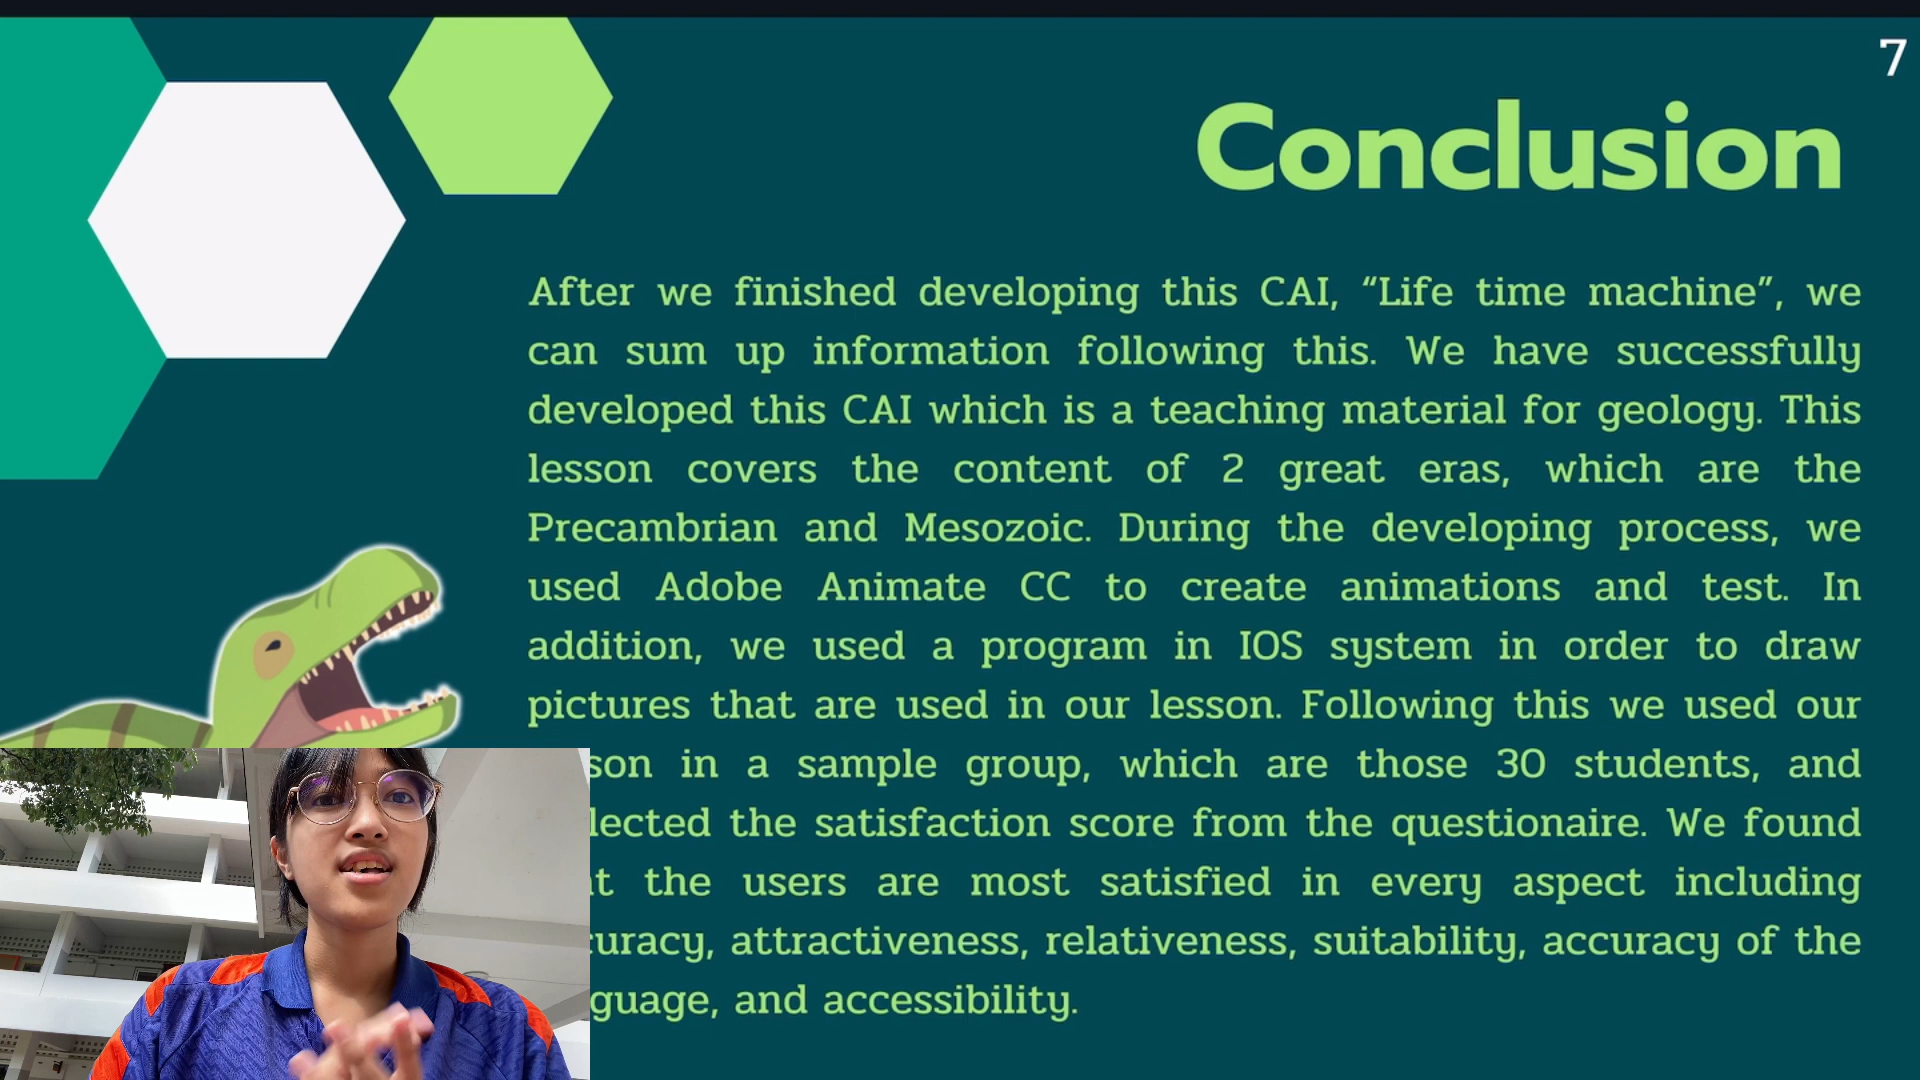 7
Conclusion
After we finished developing this CAI, “Life time machine”, we
can sum up information following this. We have successfully
developed this CAI which is a teaching material for geology. This
lesson covers the content of 2 great eras, which are the
Precambrian and Mesozoic. During the developing process, we
used Adobe Animate CC to create animations and test. In
addition, we used a program in IOS system in order to draw
pictures that are used in our lesson. Following this we used our
in a sample group, which are those 30 students, and
the satisfaction score from the questionaire. We found
the users are most satisfied in every aspect including
attractiveness, relativeness, suitability, accuracy of the
and accessibility.